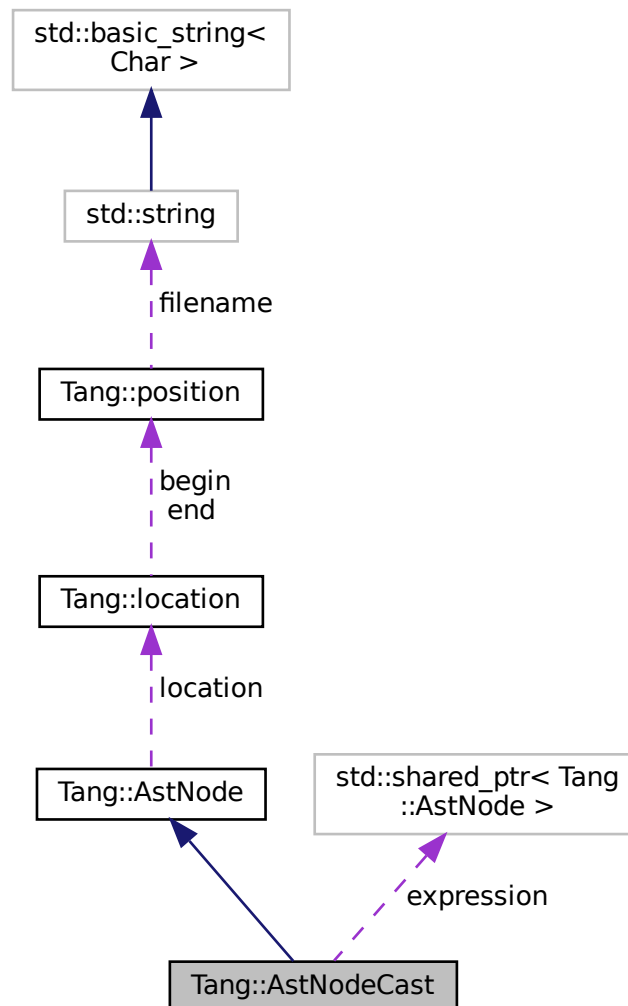 std::basic_string<
Char >
std::string
filename
Tang::position
begin
end
Tang::location
location
Tang::AstNode
std::shared_ptr< Tang
::AstNode >
expression
Tang::AstNodeCast